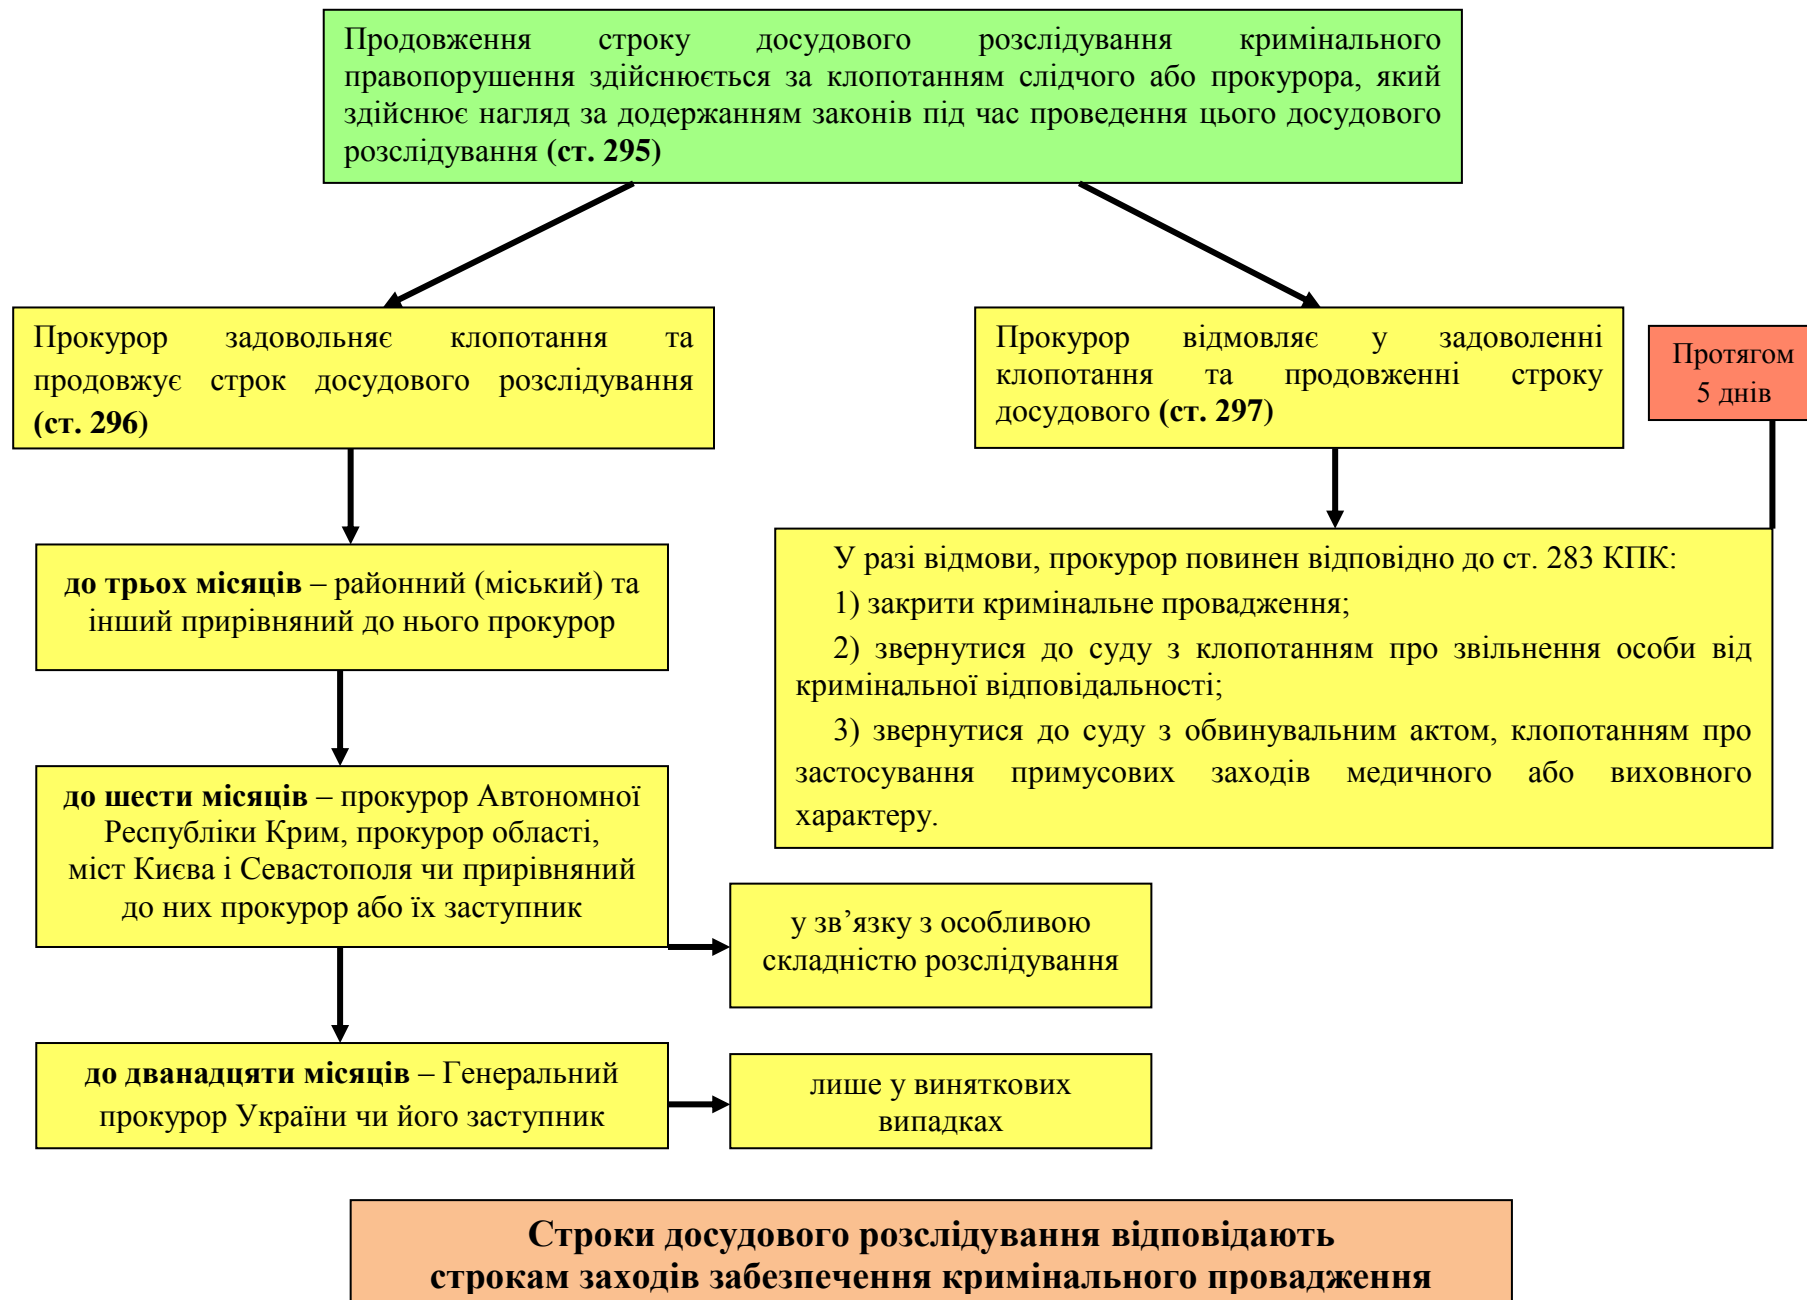 Продовження строку досудового розслідування кримінального
правопорушення здійснюється за клопотанням слідчого або прокурора, який
здійснює нагляд за додержанням законів під час проведення цього досудового
розслідування (ст. 295)
Прокурор задовольняє клопотання та
продовжує строк досудового розслідування
(ст. 296)
Прокурор відмовляє у задоволенні
клопотання та продовженні строку
досудового (ст. 297)
Протягом
5 днів
до трьох місяців – районний (міський) та
інший прирівняний до нього прокурор
У разі відмови, прокурор повинен відповідно до ст. 283 КПК:
1) закрити кримінальне провадження;
2) звернутися до суду з клопотанням про звільнення особи від
кримінальної відповідальності;
3) звернутися до суду з обвинувальним актом, клопотанням про
застосування примусових заходів медичного або виховного
характеру.
до шести місяців – прокурор Автономної
Республіки Крим, прокурор області,
міст Києва і Севастополя чи прирівняний
до них прокурор або їх заступник
у зв’язку з особливою
складністю розслідування
до дванадцяти місяців – Генеральний
прокурор України чи його заступник
лише у виняткових
випадках
Строки досудового розслідування відповідають
строкам заходів забезпечення кримінального провадження